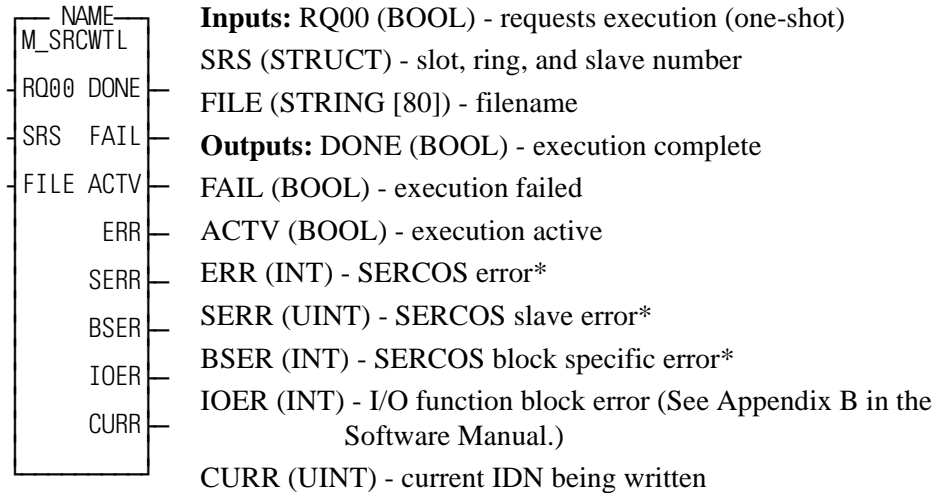 NAME
M_SRCWTL
RQ00 DONE
SRS FAIL
FILE ACTV
ERR
SERR
BSER
IOER
CURR
Inputs: RQ00 (BOOL) - requests execution (one-shot)
SRS (STRUCT) - slot, ring, and slave number
FILE (STRING [80]) - filename
Outputs: DONE (BOOL) - execution complete
FAIL (BOOL) - execution failed
ACTV (BOOL) - execution active
ERR (INT) - SERCOS error*
SERR (UINT) - SERCOS slave error*
BSER (INT) - SERCOS block specific error*
IOER (INT) - I/O function block error (See Appendix B in the
Software Manual.)
CURR (UINT) - current IDN being written